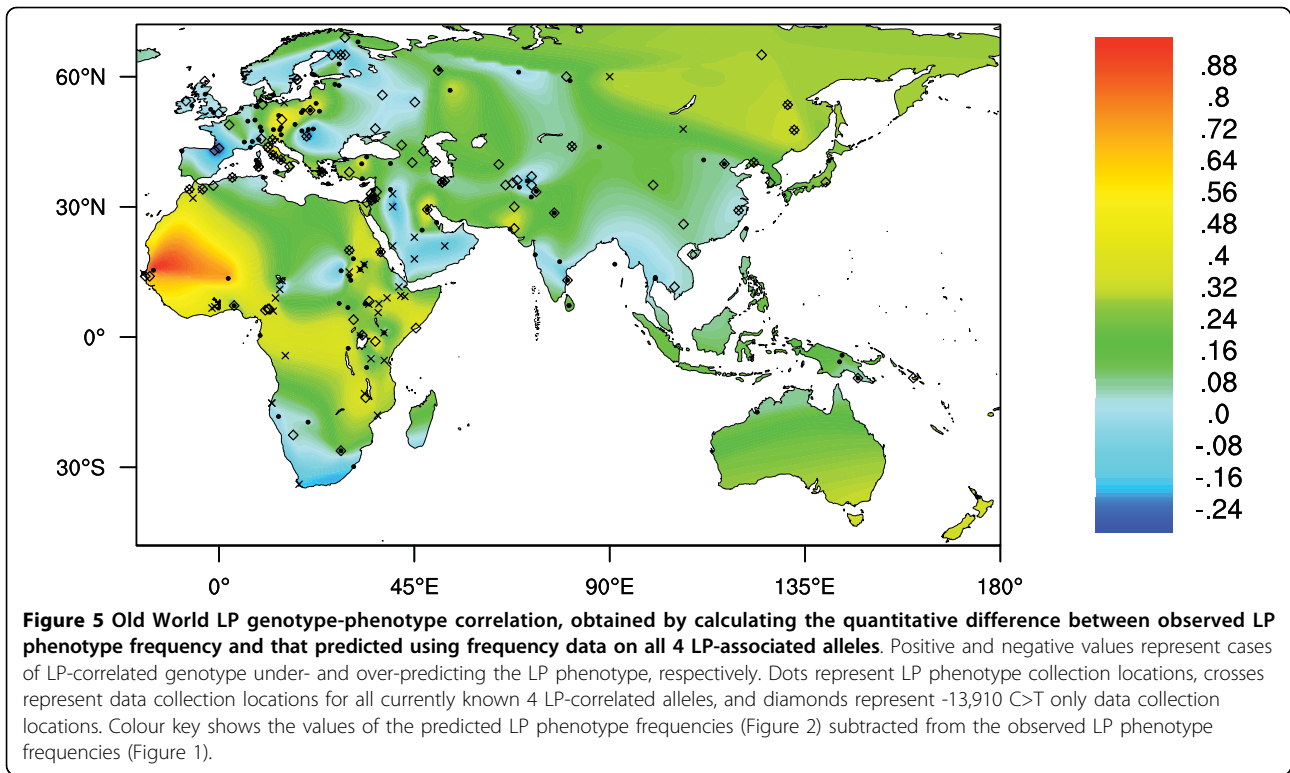 60°N
30°N
0°
30°S
0°
45°E
90°E
135°E
180°
.88
.8
.72
.64
.56
.48
.4
.32
.24
.16
.08
.0
-.08
-.16
-.24
Figure 5 Old World LP genotype-phenotype correlation, obtained by calculating the quantitative difference between observed LP
phenotype frequency and that predicted using frequency data on all 4 LP-associated alleles. Positive and negative values represent cases
of LP-correlated genotype under- and over-predicting the LP phenotype, respectively. Dots represent LP phenotype collection locations, crosses
represent data collection locations for all currently known 4 LP-correlated alleles, and diamonds represent -13,910 C>T only data collection
locations. Colour key shows the values of the predicted LP phenotype frequencies (Figure 2) subtracted from the observed LP phenotype
frequencies (Figure 1).